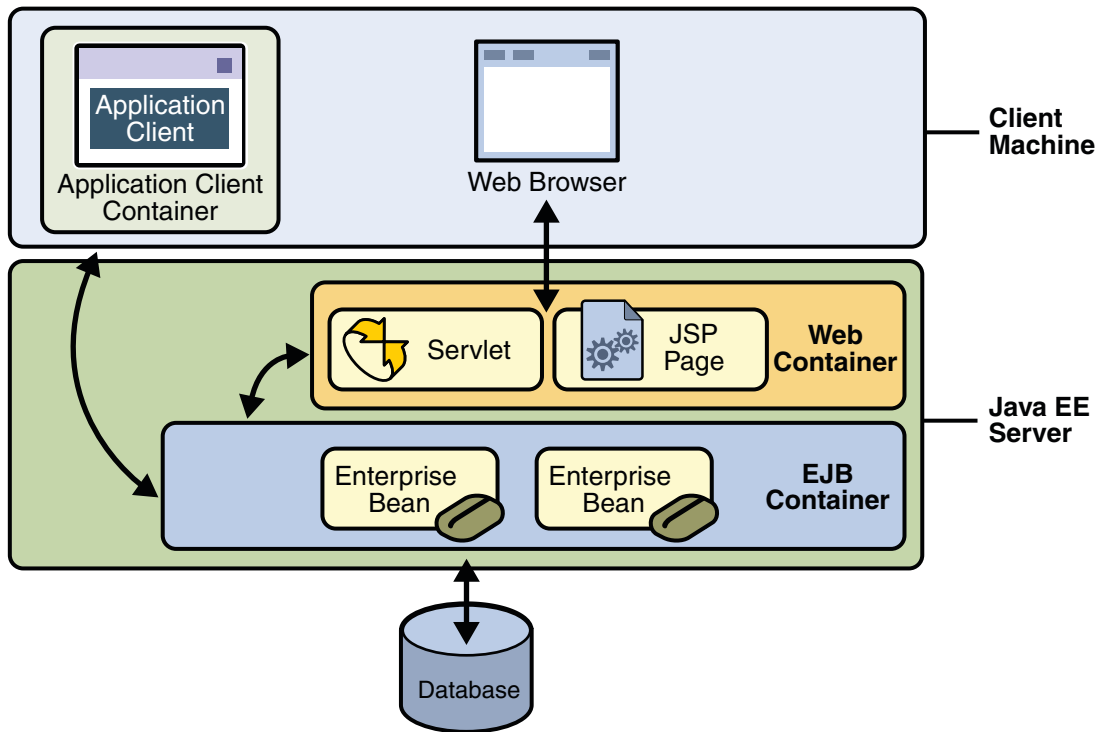 Application
Client
Application Client
Container
Web Browser
Client
Machine
Servlet
JSP
Page
Web
Container
Java EE
Server
Enterprise
Bean
Enterprise
Bean
EJB
Container
Database